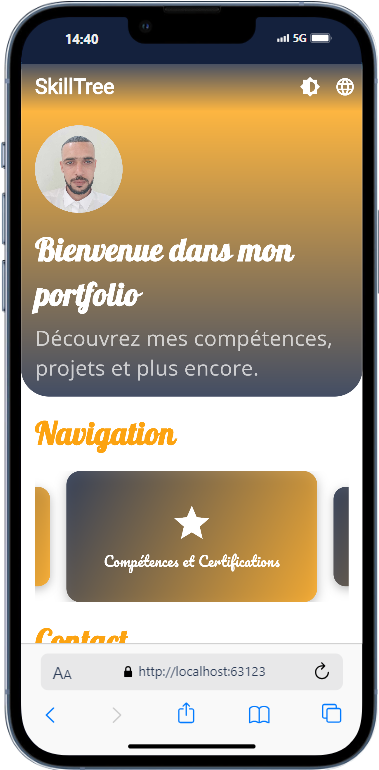 14:40
5G
SkillTree
Bienvenue dans mon
portfolio
Découvrez mes compétences,
projets et plus encore.
Navigation
Compétences et Certifications
Contact
AA
http://localhost:63123